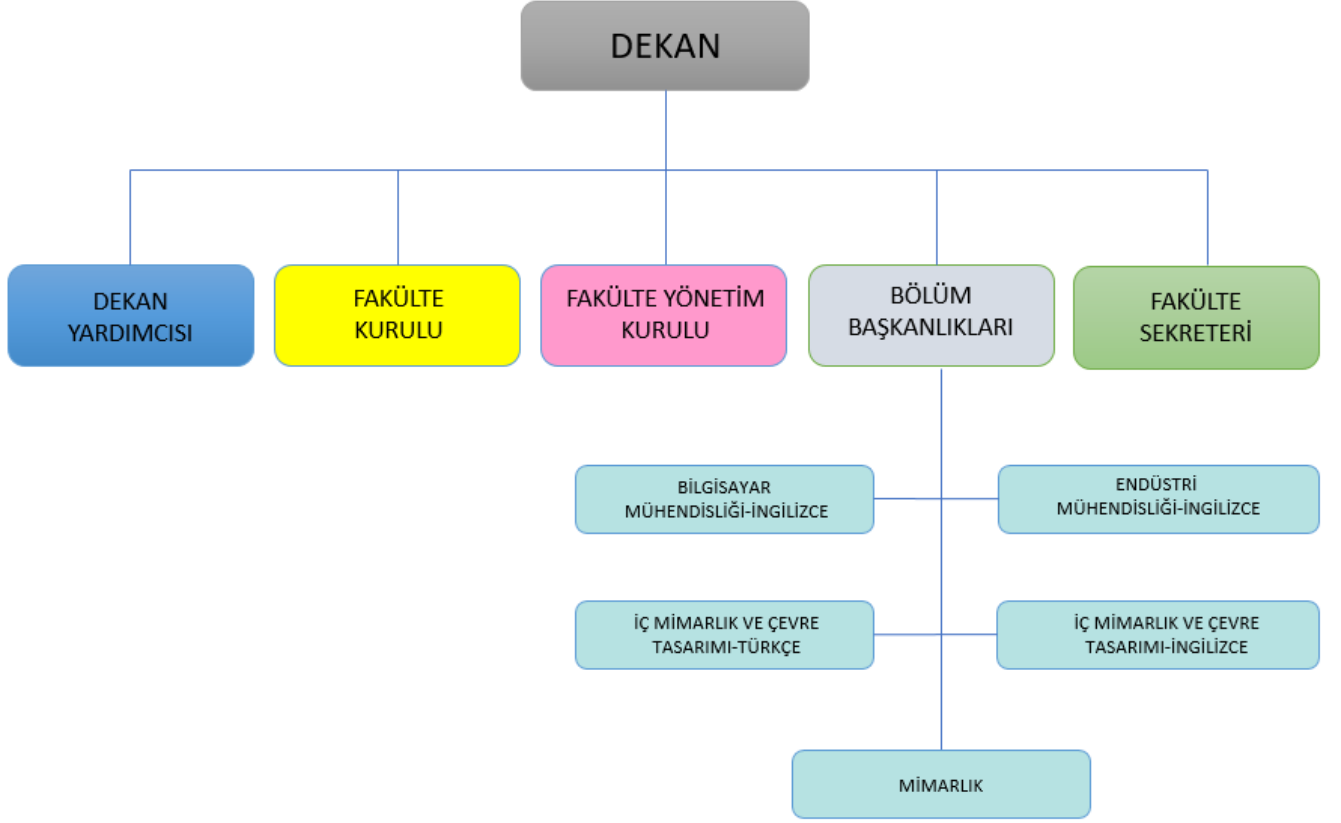 DEKAN
DEKAN
YARDIMCISI
FAKÜLTE
KURULU
FAKÜLTE YÖNETİM
KURULU
BÖLÜM
BAŞKANLIKLARI
FAKÜLTE
SEKRETERİ
BİLGİSAYAR
MÜHENDİSLİĞİ-İNGİLİZCE
ENDÜSTRİ
MÜHENDİSLİĞİ-İNGİLİZCE
İÇ MİMARLIK VE ÇEVRE
TASARIMI-TÜRKÇE
İÇ MİMARLIK VE ÇEVRE
TASARIMI-İNGİLİZCE
MİMARLIK